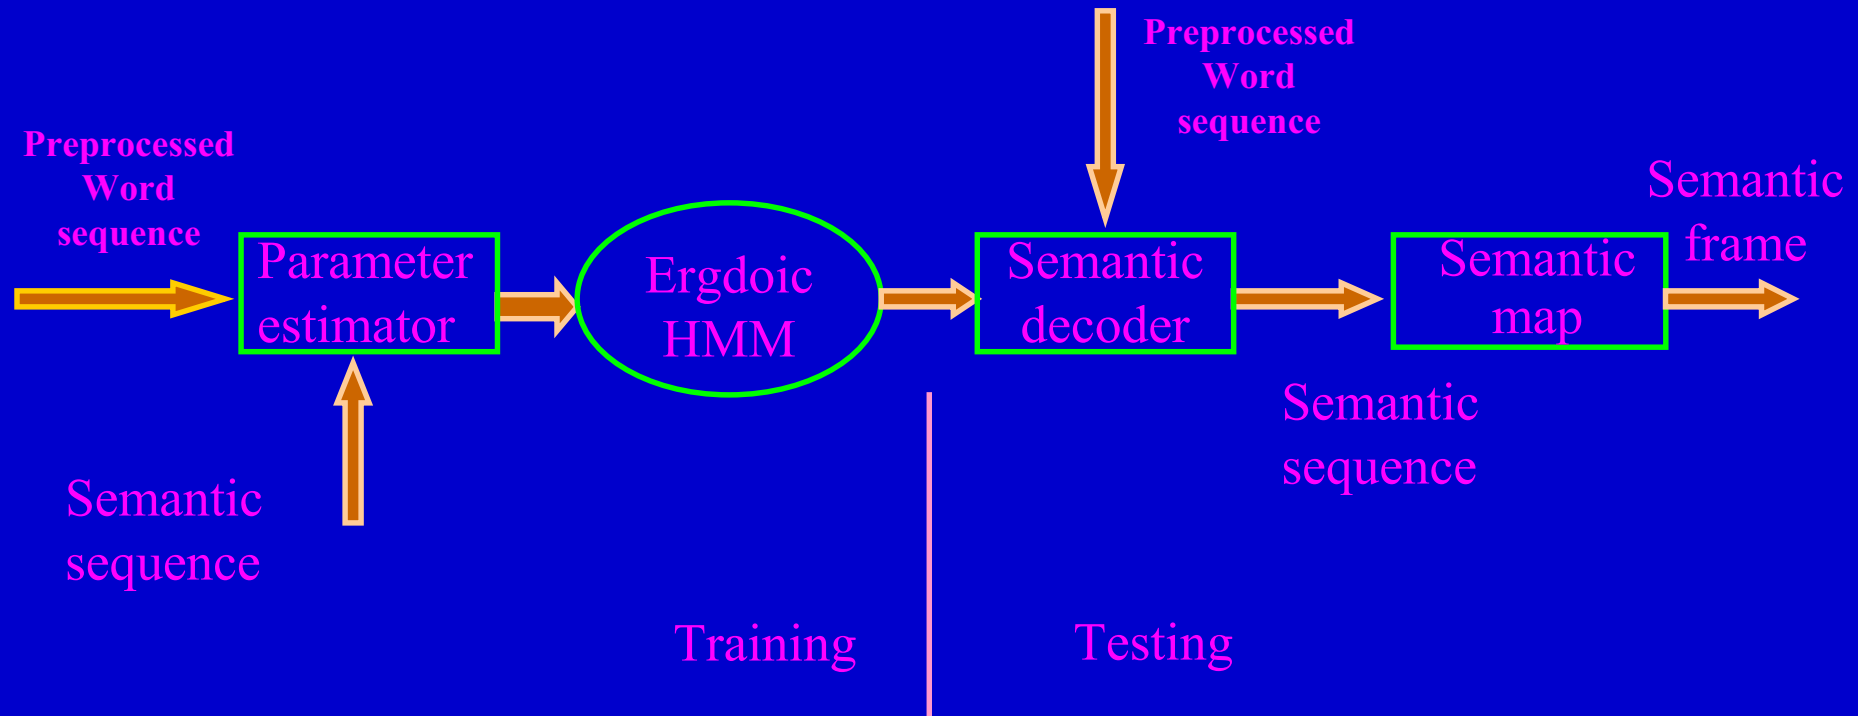 Preprocessed
Word
sequence
Parameter
estimator
Semantic
sequence
Ergdoic
HMM
Preprocessed
Word
sequence
Semantic
decoder
Semantic
sequence
Semantic
map
Semantic
frame
Training
Testing